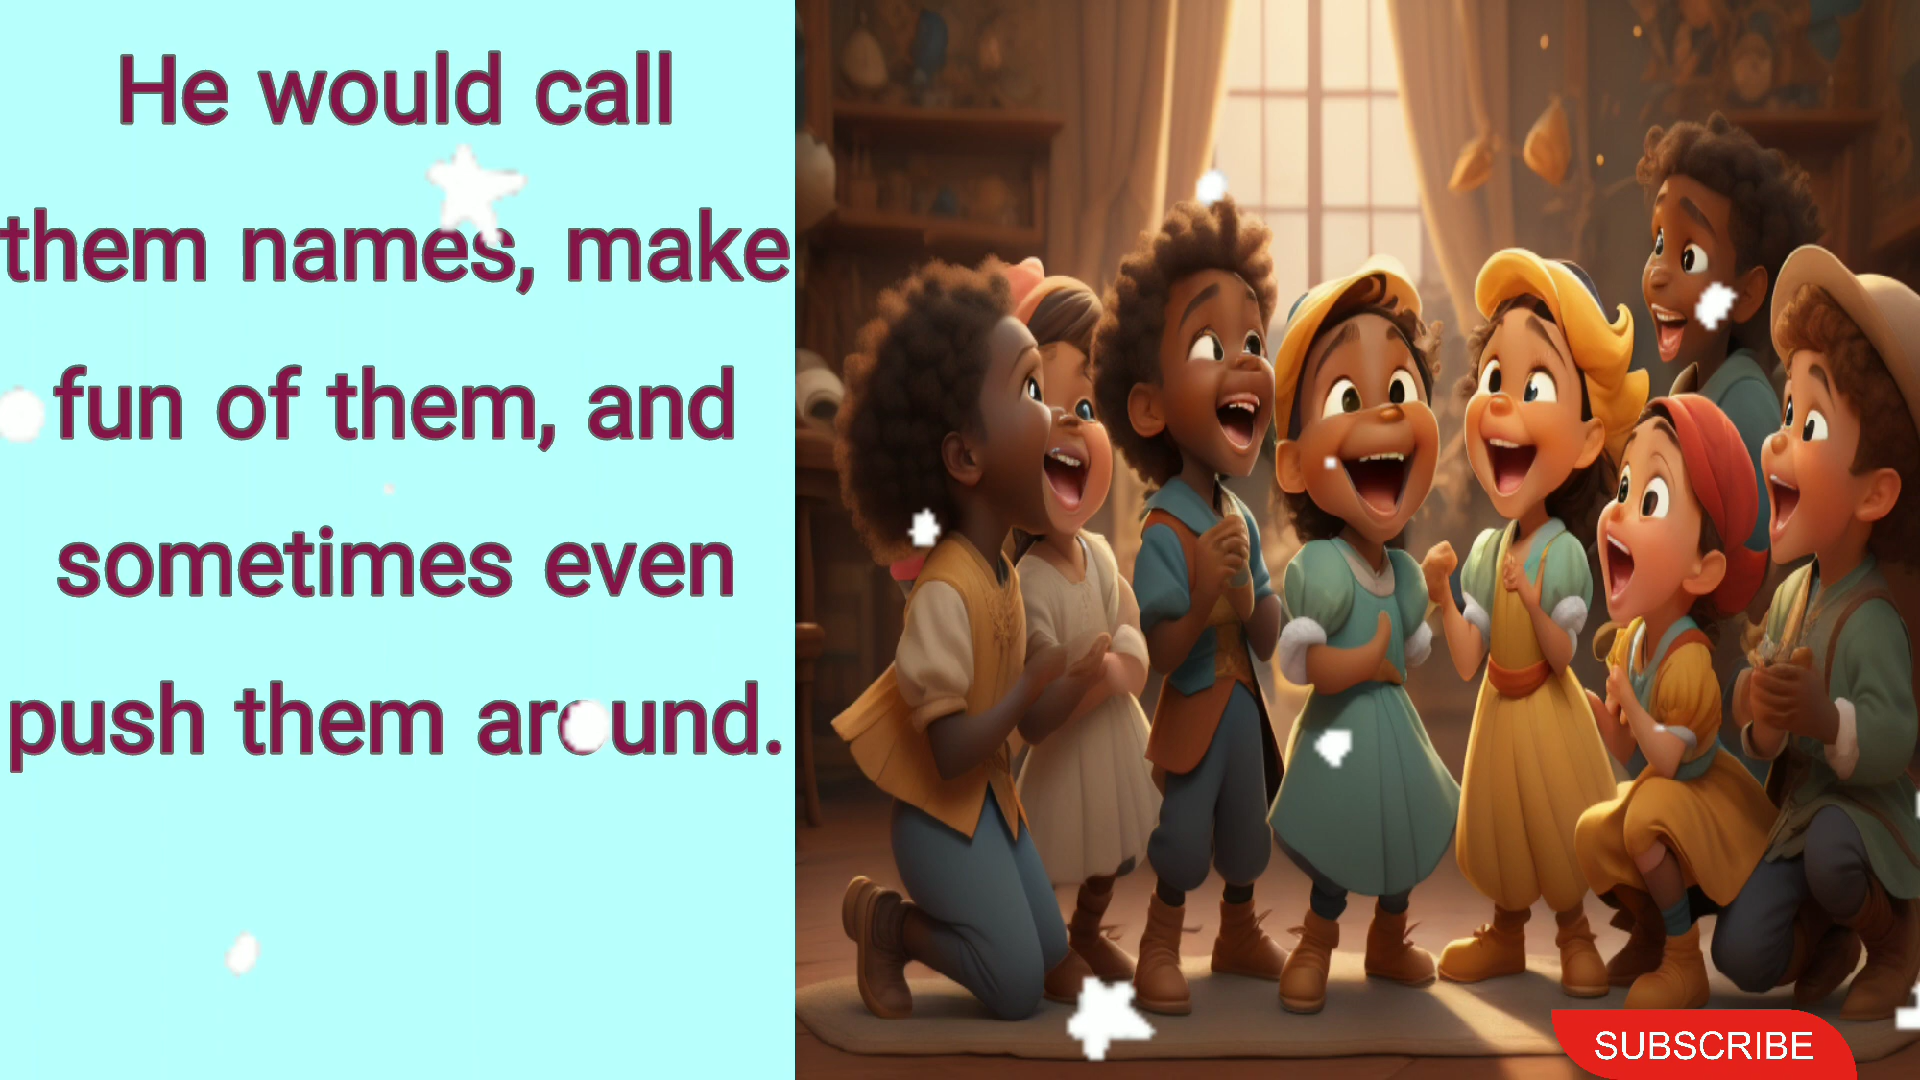 He would call
them names, make
fun of them, and
sometimes even
push them around.
SUBSCRIBE